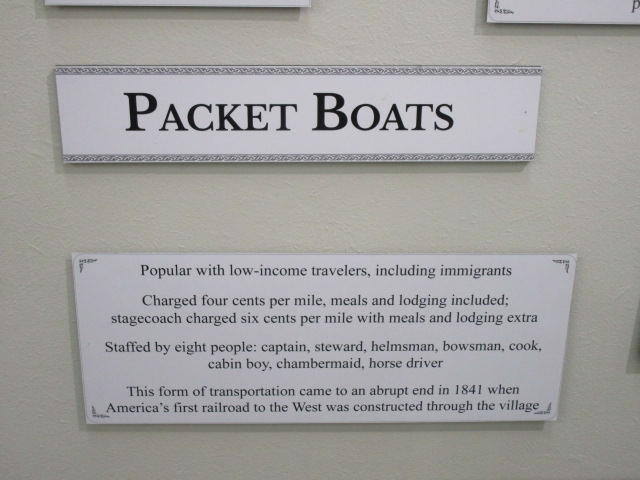 PACKET BOATS
Popular with low-income travelers, including immigrants
Charged four cents per mile, meals and lodging included;
stagecoach charged six cents per mile with meals and lodging extra
Staffed by eight people: captain, steward, helmsman, bowsman, cook,
cabin boy, chambermaid, horse driver
This form of transportation came to an abrupt end in 1841 when
America's first railroad to the West was constructed through the village